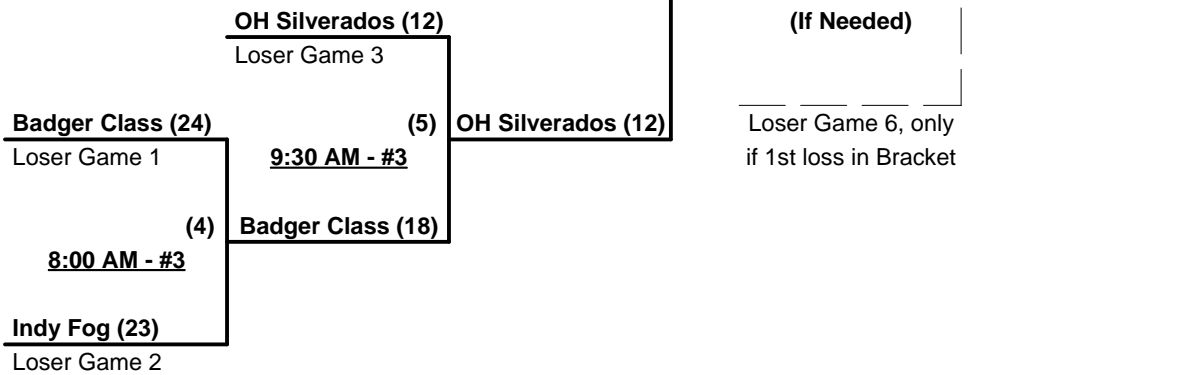 OH Silverados (12)
(If Needed)
Loser Game 3
Badger Class (24)
(5)
OH Silverados (12)
Loser Game 6, only
Loser Game 1
9:30 AM - #3
if 1st loss in Bracket
(4)
Badger Class (18)
8:00 AM - #3
Indy Fog (23)
Loser Game 2